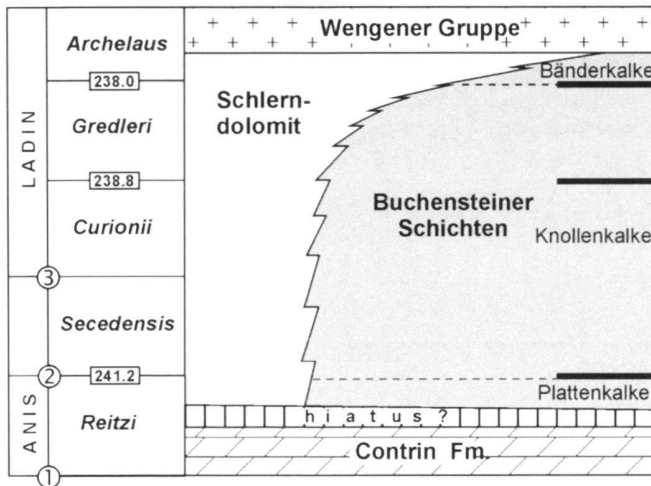 LADIN
ANIS
Archelaus
238.0
Gredleri
238.8
Curionii
3
Secedensis
2
241.2
Reitzi
1
Wengener Gruppe
Schlern-
dolomit
Bänderkalke
Buchensteiner
Schichten
Knollenkalke
Plattenkalke
hiatus?
Contrin Fm.